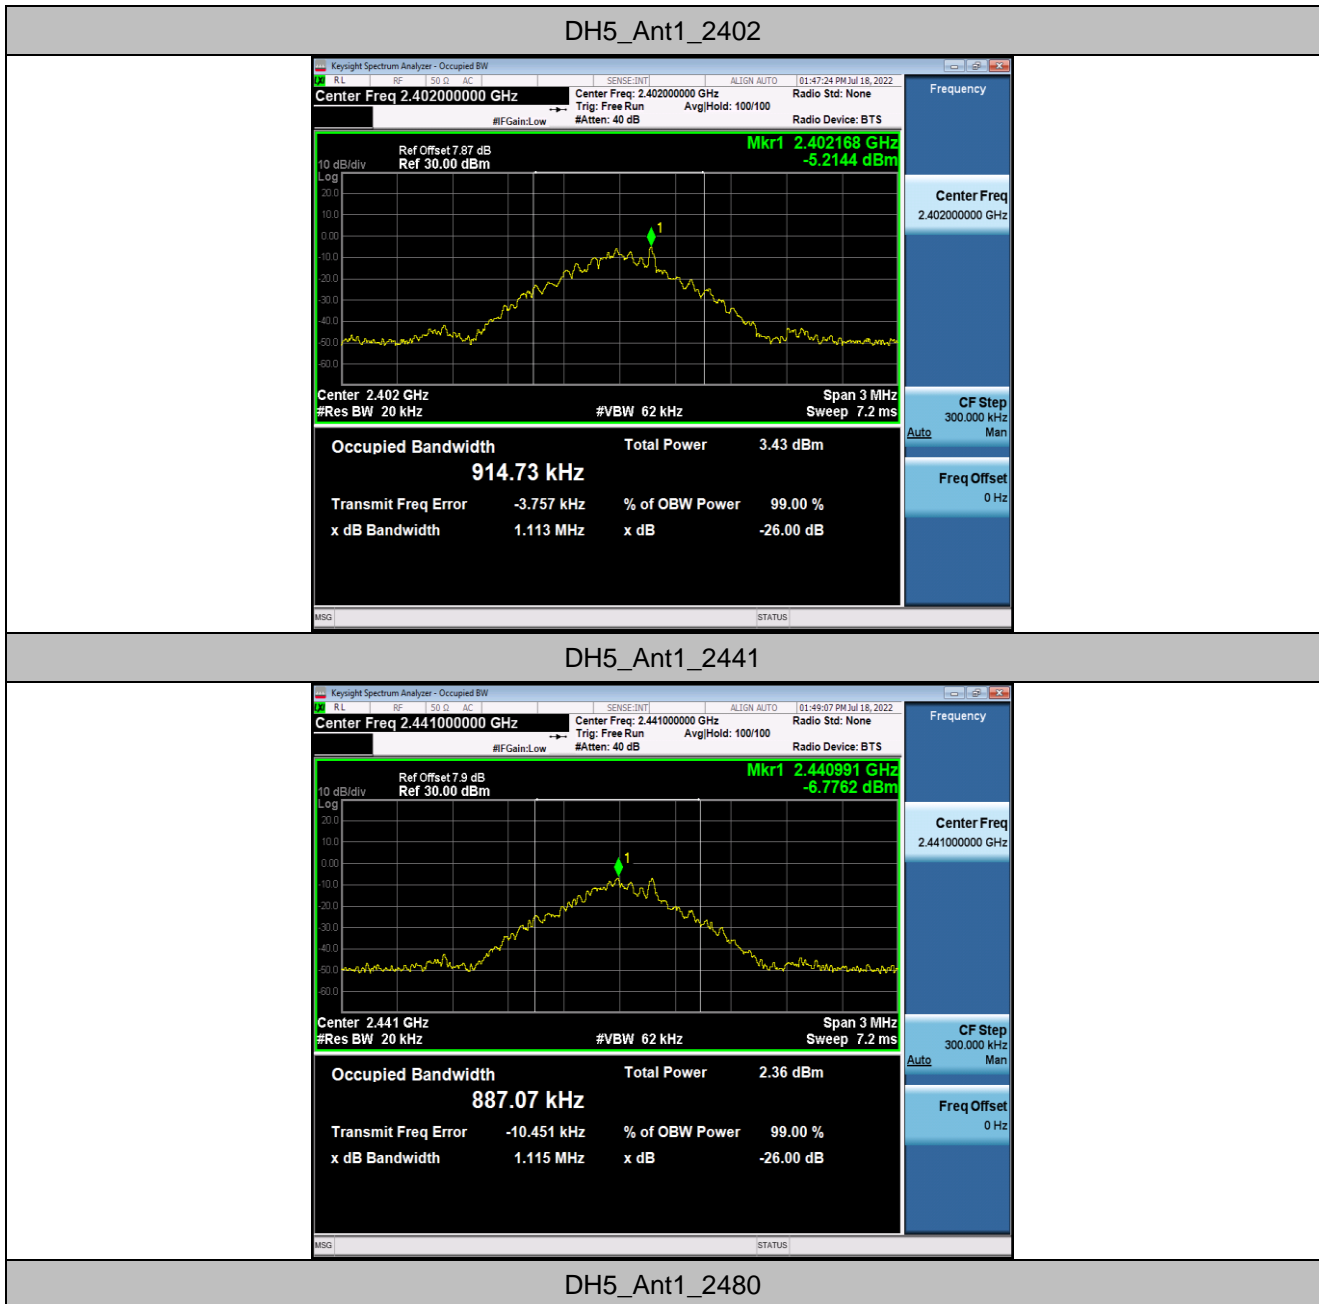 DH5_Ant1_2402
Keysight Spectrum Analyzer - Occupied BW
LXI RL RF 50 Ω AC SENSE:INT ALIGN AUTO 01:47:24 PM Jul 18, 2022
Center Freq 2.402000000 GHz Center Freq: 2.402000000 GHz Radio Std: None
Trig: Free Run Avg|Hold: 100/100
#IFGain:Low #Atten: 40 dB Radio Device: BTS
Frequency
Mkr1 2.402168 GHz
Ref Offset 7.87 dB -5.2144 dBm
10 dB/div Ref 30.00 dBm
Log
20.0
10.0
0.00
-10.0
-20.0
-30.0
-40.0
-50.0
-60.0
1
Center Freq
2.402000000 GHz
Center 2.402 GHz Span 3 MHz
#Res BW 20 kHz #VBW 62 kHz Sweep 7.2 ms
CF Step
300.000 kHz
Auto Man
Occupied Bandwidth Total Power 3.43 dBm
914.73 kHz
Freq Offset
0 Hz
Transmit Freq Error -3.757 kHz % of OBW Power 99.00 %
x dB Bandwidth 1.113 MHz x dB -26.00 dB
MSG STATUS
DH5_Ant1_2441
Keysight Spectrum Analyzer - Occupied BW
LXI RL RF 50 Ω AC SENSE:INT ALIGN AUTO 01:49:07 PM Jul 18, 2022
Center Freq 2.441000000 GHz Center Freq: 2.441000000 GHz Radio Std: None
Trig: Free Run Avg|Hold: 100/100
#IFGain:Low #Atten: 40 dB Radio Device: BTS
Frequency
Mkr1 2.440991 GHz
Ref Offset 7.9 dB -6.7762 dBm
10 dB/div Ref 30.00 dBm
Log
20.0
10.0
0.00
-10.0
-20.0
-30.0
-40.0
-50.0
-60.0
1
Center Freq
2.441000000 GHz
Center 2.441 GHz Span 3 MHz
#Res BW 20 kHz #VBW 62 kHz Sweep 7.2 ms
CF Step
300.000 kHz
Auto Man
Occupied Bandwidth Total Power 2.36 dBm
887.07 kHz
Freq Offset
0 Hz
Transmit Freq Error -10.451 kHz % of OBW Power 99.00 %
x dB Bandwidth 1.115 MHz x dB -26.00 dB
MSG STATUS
DH5_Ant1_2480